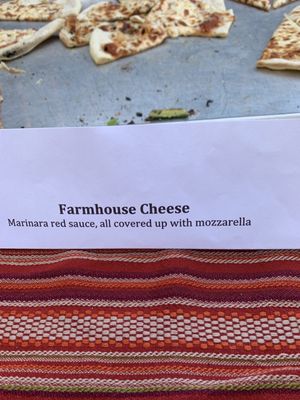 Farmhouse Cheese
Marinara red sauce, all covered up with mozzarella